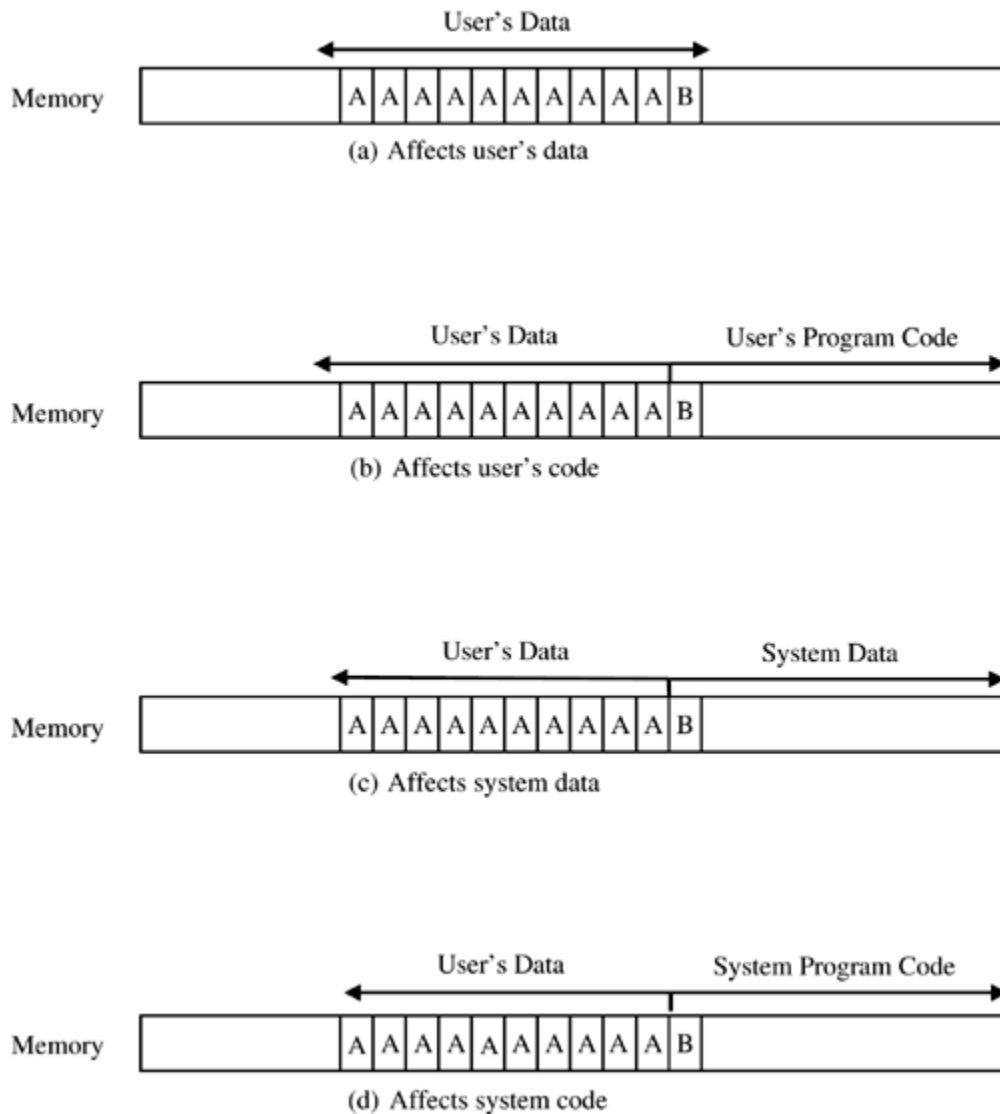 User's Data
Memory A A A A A A A A A A B
(a) Affects user's data
User's Data User's Program Code
Memory A A A A A A A A A A B
(b) Affects user's code
User's Data System Data
Memory A A A A A A A A A A B
(c) Affects system data
User's Data System Program Code
Memory A A A A A A A A A A B
(d) Affects system code